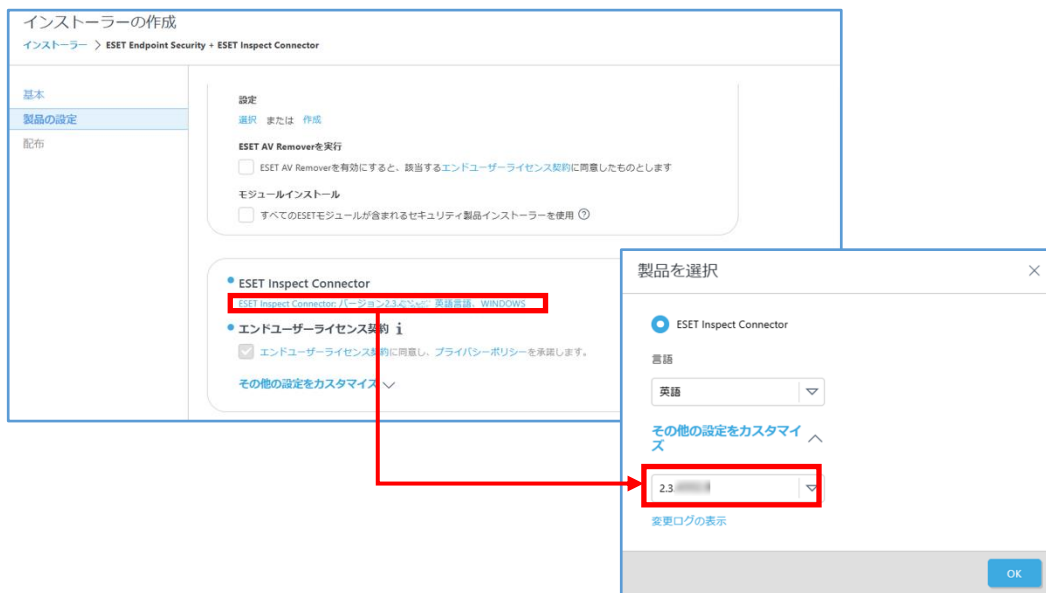 インストーラーの作成
インストーラー > ESET Endpoint Security + ESET Inspect Connector
基本
製品の設定
配布
設定
選択 または 作成
ESET AV Removerを実行
ESET AV Removerを有効にすると、該当するエンドユーザーライセンス契約に同意したものとします
モジュールインストール
すべてのESETモジュールが含まれるセキュリティ製品インストーラーを使用 ?
ESET Inspect Connector
ESET Inspect Connector: バージョン2.3. 英語言語、WINDOWS
エンドユーザーライセンス契約 i
エンドユーザーライセンス契約に同意し、プライバシーポリシーを承諾します。
その他の設定をカスタマイズ
製品を選択
ESET Inspect Connector
言語
英語
その他の設定をカスタマイ
ズ
2.3.
変更ログの表示
OK